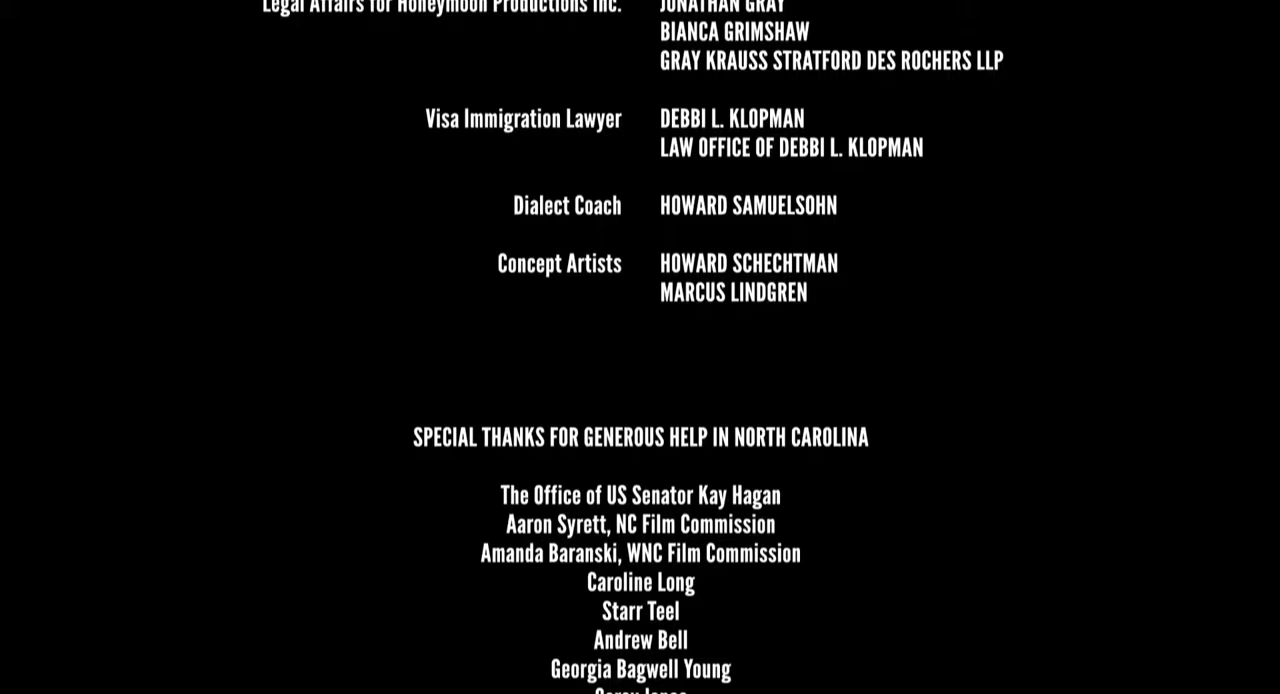 Legal Affairs for Honeymoon Productions Inc. JONATHAN GRAY
BIANCA GRIMSHAW
GRAY KRAUSS STRATFORD DES ROCHERS LLP
Visa Immigration Lawyer DEBBI L. KLOPMAN
LAW OFFICE OF DEBBI L. KLOPMAN
Dialect Coach HOWARD SAMUELSOHN
Concept Artists HOWARD SCHECHTMAN
MARCUS LINDGREN
SPECIAL THANKS FOR GENEROUS HELP IN NORTH CAROLINA
The Office of US Senator Kay Hagan
Aaron Syrett, NC Film Commission
Amanda Baranski, WNC Film Commission
Caroline Long
Starr Teel
Andrew Bell
Georgia Bagwell Young